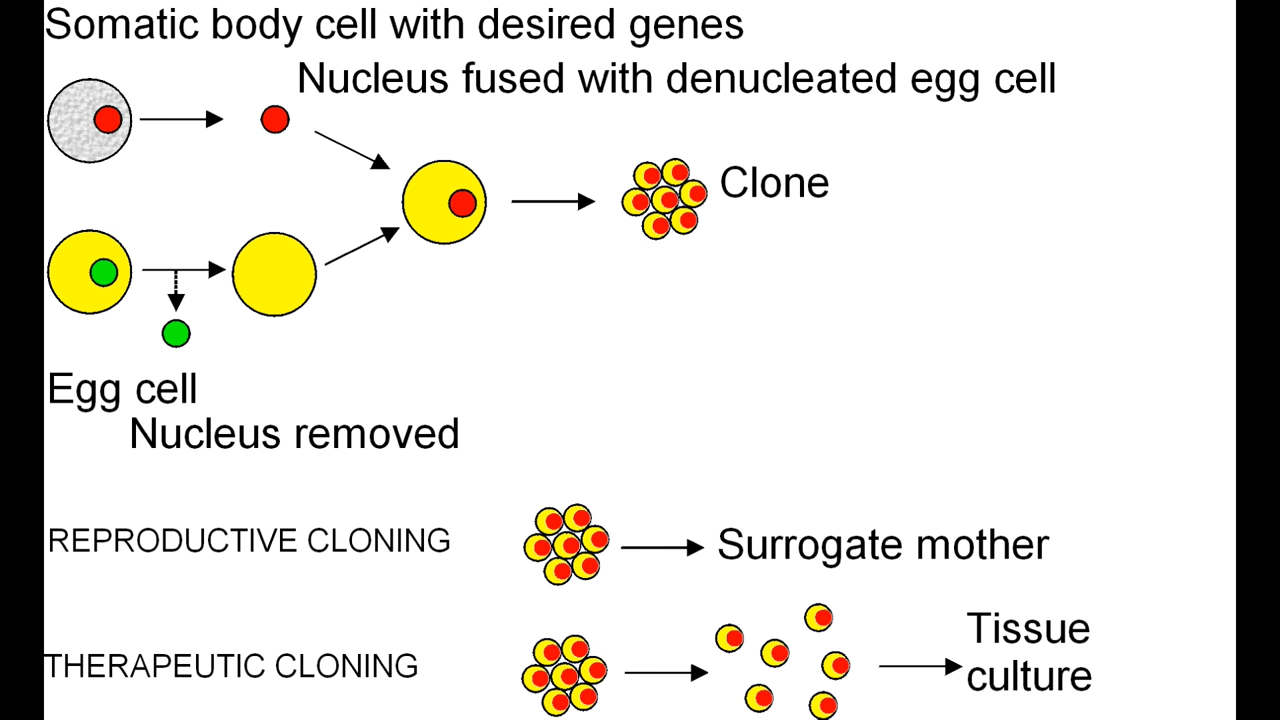 Somatic body cell with desired genes
Nucleus fused with denucleated egg cell
Clone
Egg cell
Nucleus removed
REPRODUCTIVE CLONING
Surrogate mother
THERAPEUTIC CLONING
Tissue
culture